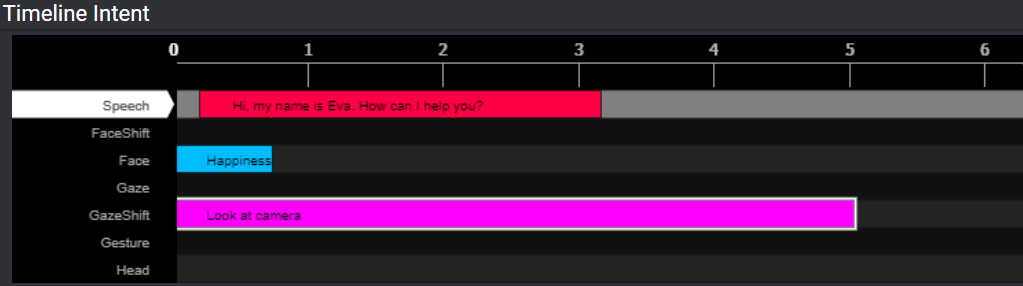 Timeline Intent
0 1 2 3 4 5 6
Speech Hi, my name is Eva. How can I help you?
FaceShift
Face Happiness
Gaze
GazeShift Look at camera
Gesture
Head